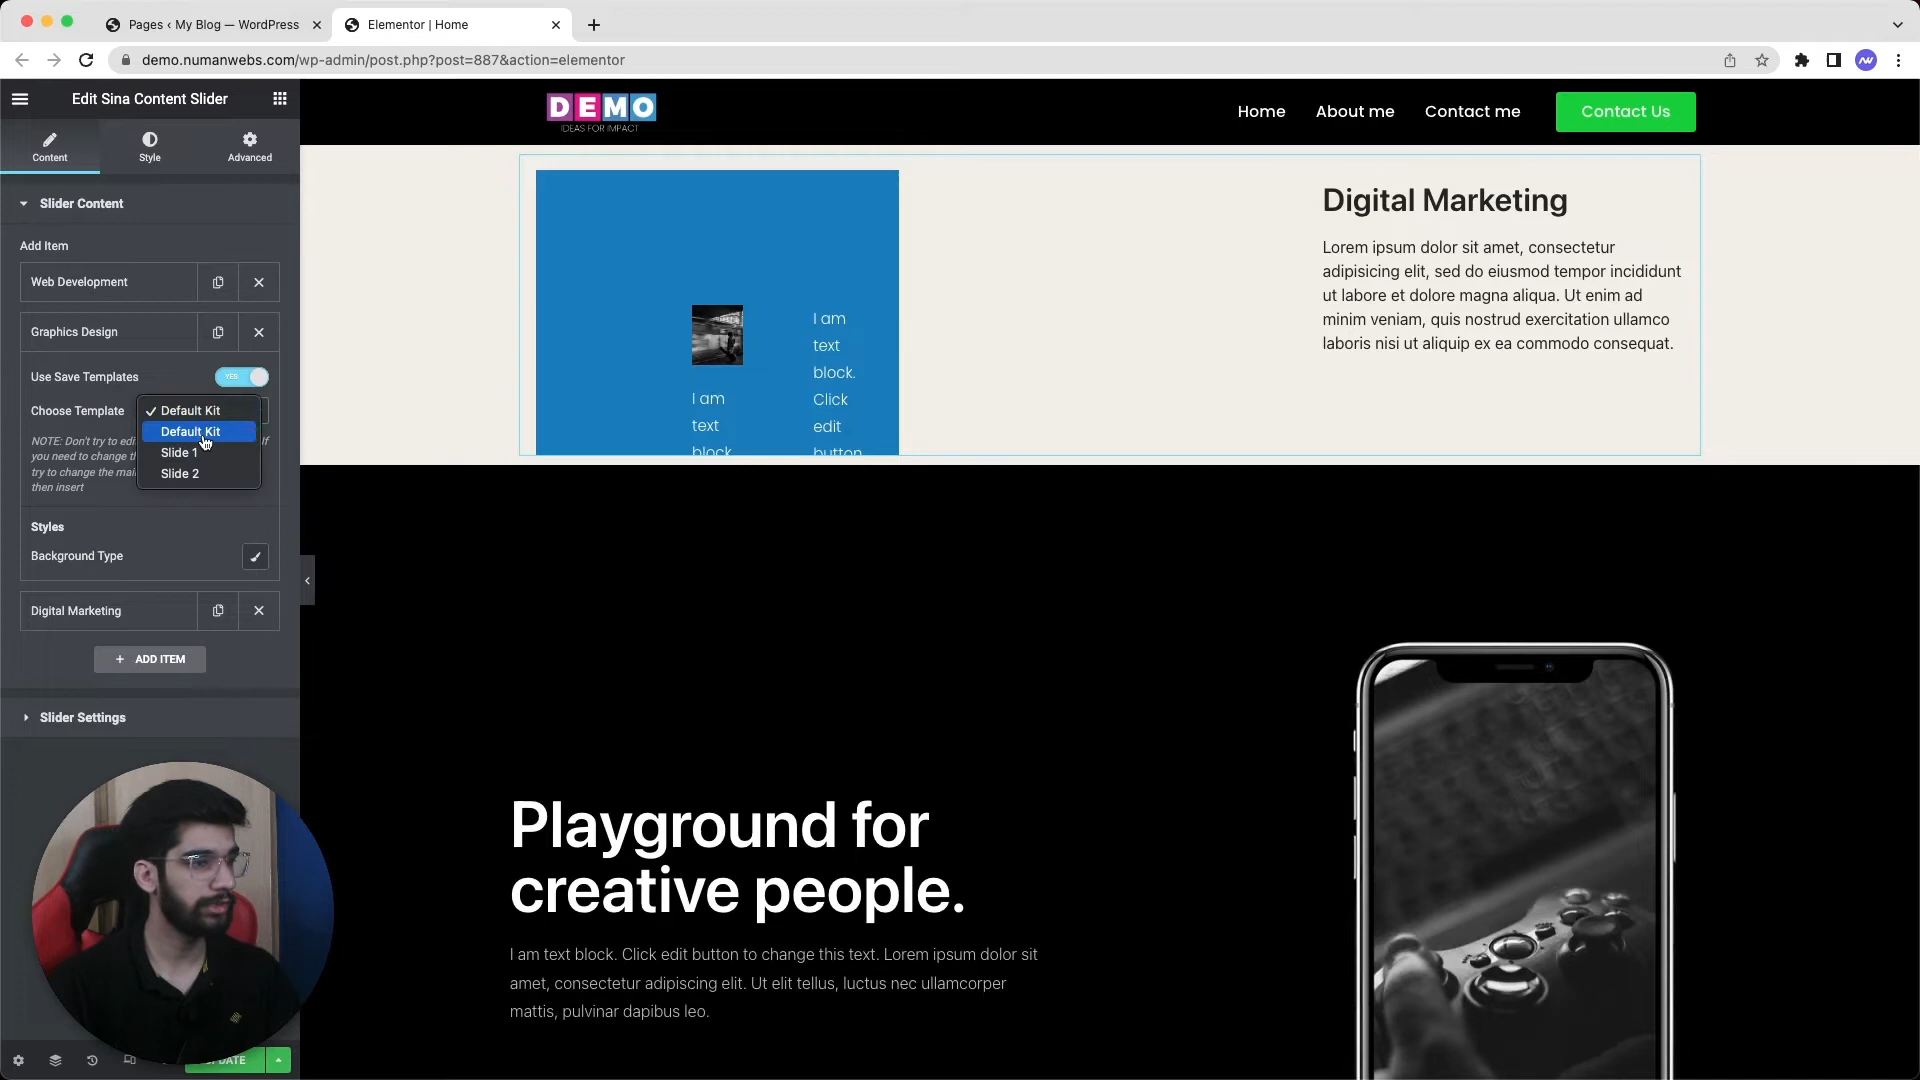 Pages ‹ My Blog — WordPress
Elementor | Home
demo.numanwebs.com/wp-admin/post.php?post=887&action=elementor
Edit Sina Content Slider
Content
Style
Advanced
Slider Content
Add Item
Web Development
Graphics Design
Use Save Templates
YES
Choose Template
Default Kit
Default Kit
Slide 1
Slide 2
NOTE: Don't try to edi
If
you need to change th
try to change the mai
then insert
Styles
Background Type
Digital Marketing
ADD ITEM
Slider Settings
DEMO
IDEAS FOR IMPACT
Home
About me
Contact me
Contact Us
I am
text
block
I am
text
block.
Click
edit
button
Digital Marketing
Lorem ipsum dolor sit amet, consectetur
adipisicing elit, sed do eiusmod tempor incididunt
ut labore et dolore magna aliqua. Ut enim ad
minim veniam, quis nostrud exercitation ullamco
laboris nisi ut aliquip ex ea commodo consequat.
Playground for
creative people.
I am text block. Click edit button to change this text. Lorem ipsum dolor sit
amet, consectetur adipiscing elit. Ut elit tellus, luctus nec ullamcorper
mattis, pulvinar dapibus leo.